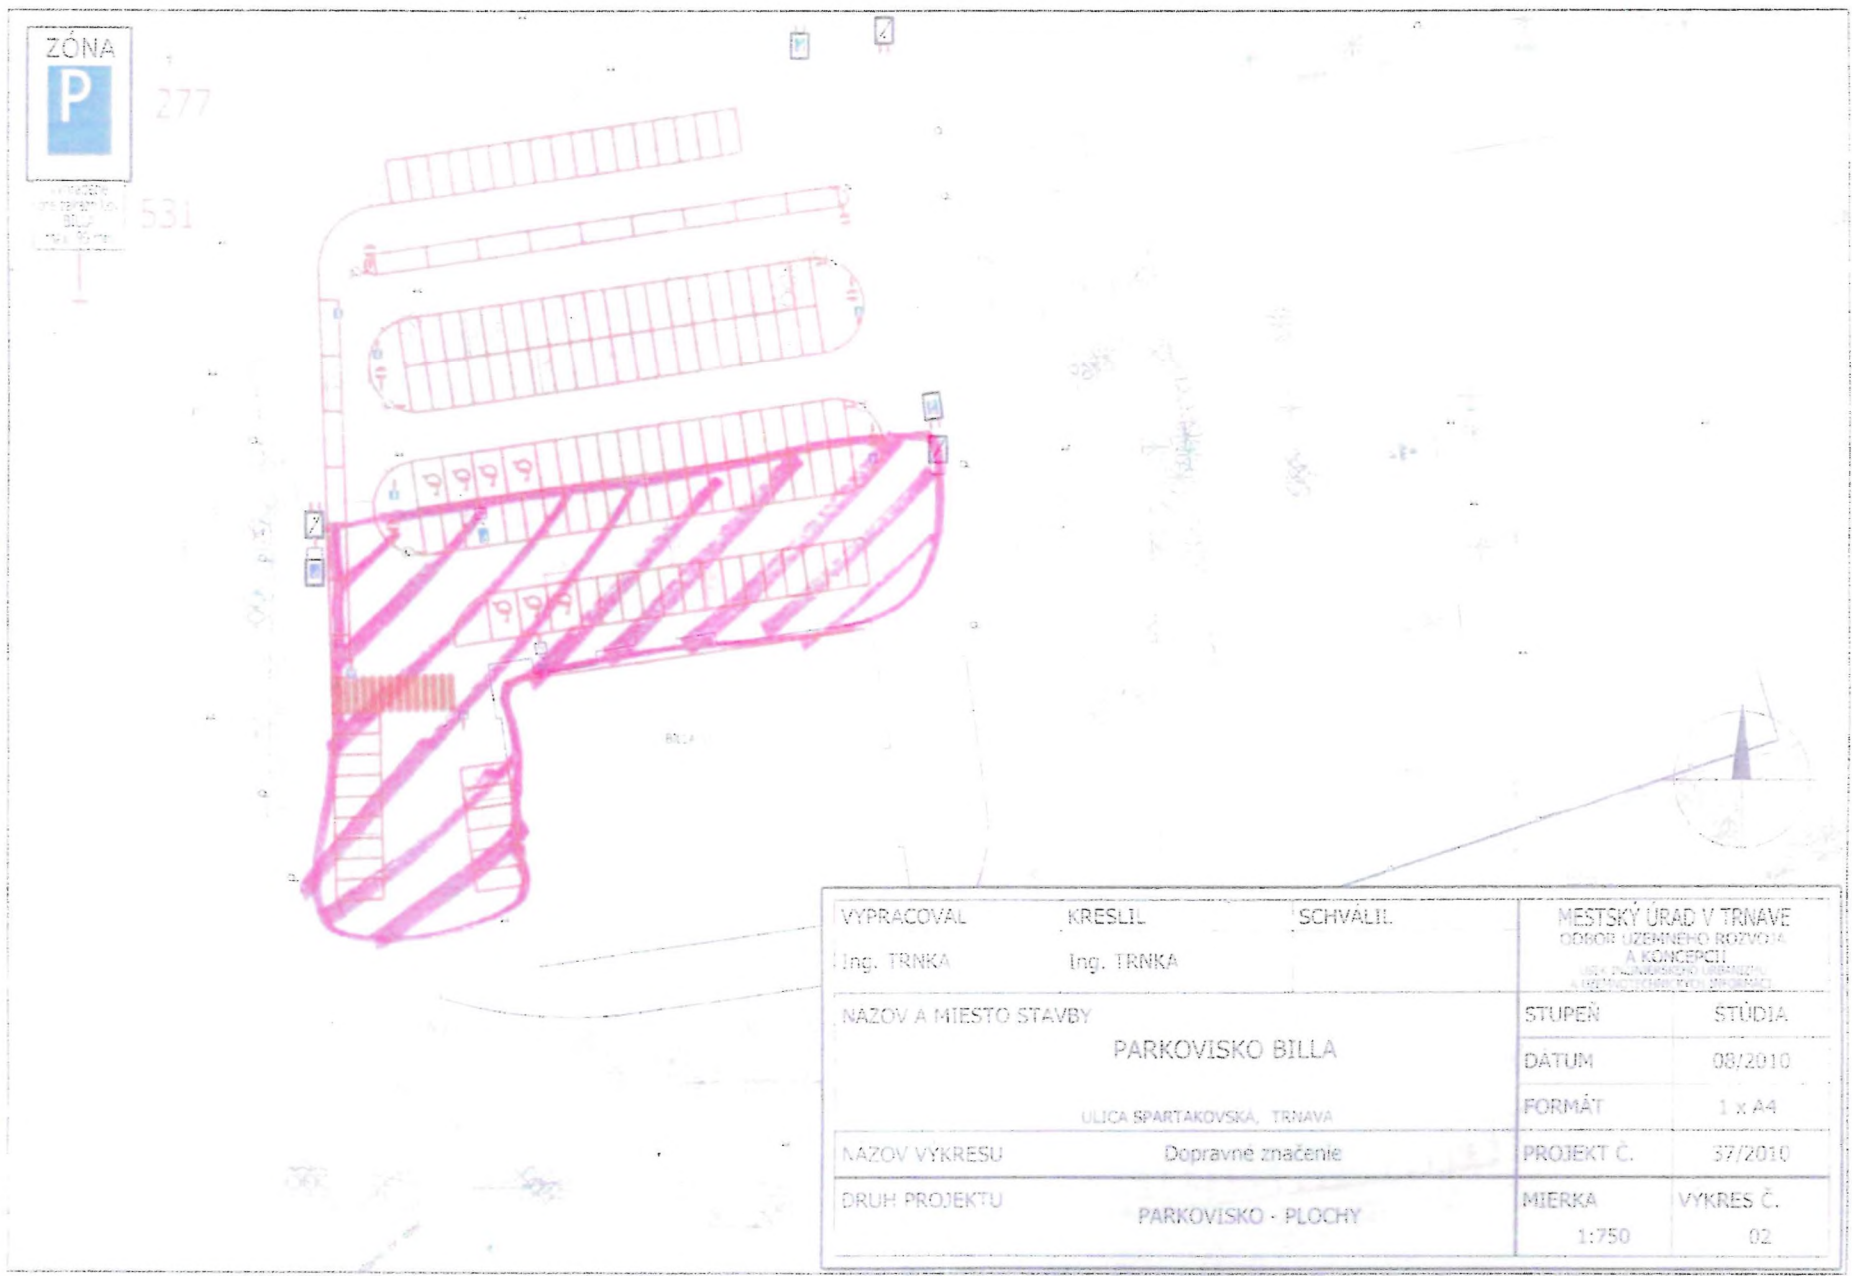 ZÓNA
P
277
BILLA
531
BILLA
VYPRACOVAL
KRESLIL
SCHVÁLIL
Ing. TRNKA
Ing. TRNKA
MESTSKÝ ÚRAD V TRNAVE
ODBOR ÚZEMNÉHO ROZVOJA
A KONCEPCIÍ
NÁZOV A MIESTO STAVBY
PARKOVISKO BILLA
ULICA SPARTAKOVSKÁ, TRNAVA
STUPEŇ
ŠTÚDIA
DÁTUM
08/2010
FORMÁT
1 x A4
NÁZOV VÝKRESU
Dopravné značenie
PROJEKT Č.
37/2010
DRUH PROJEKTU
PARKOVISKO - PLOCHY
MIERKA
1:750
VÝKRES Č.
02